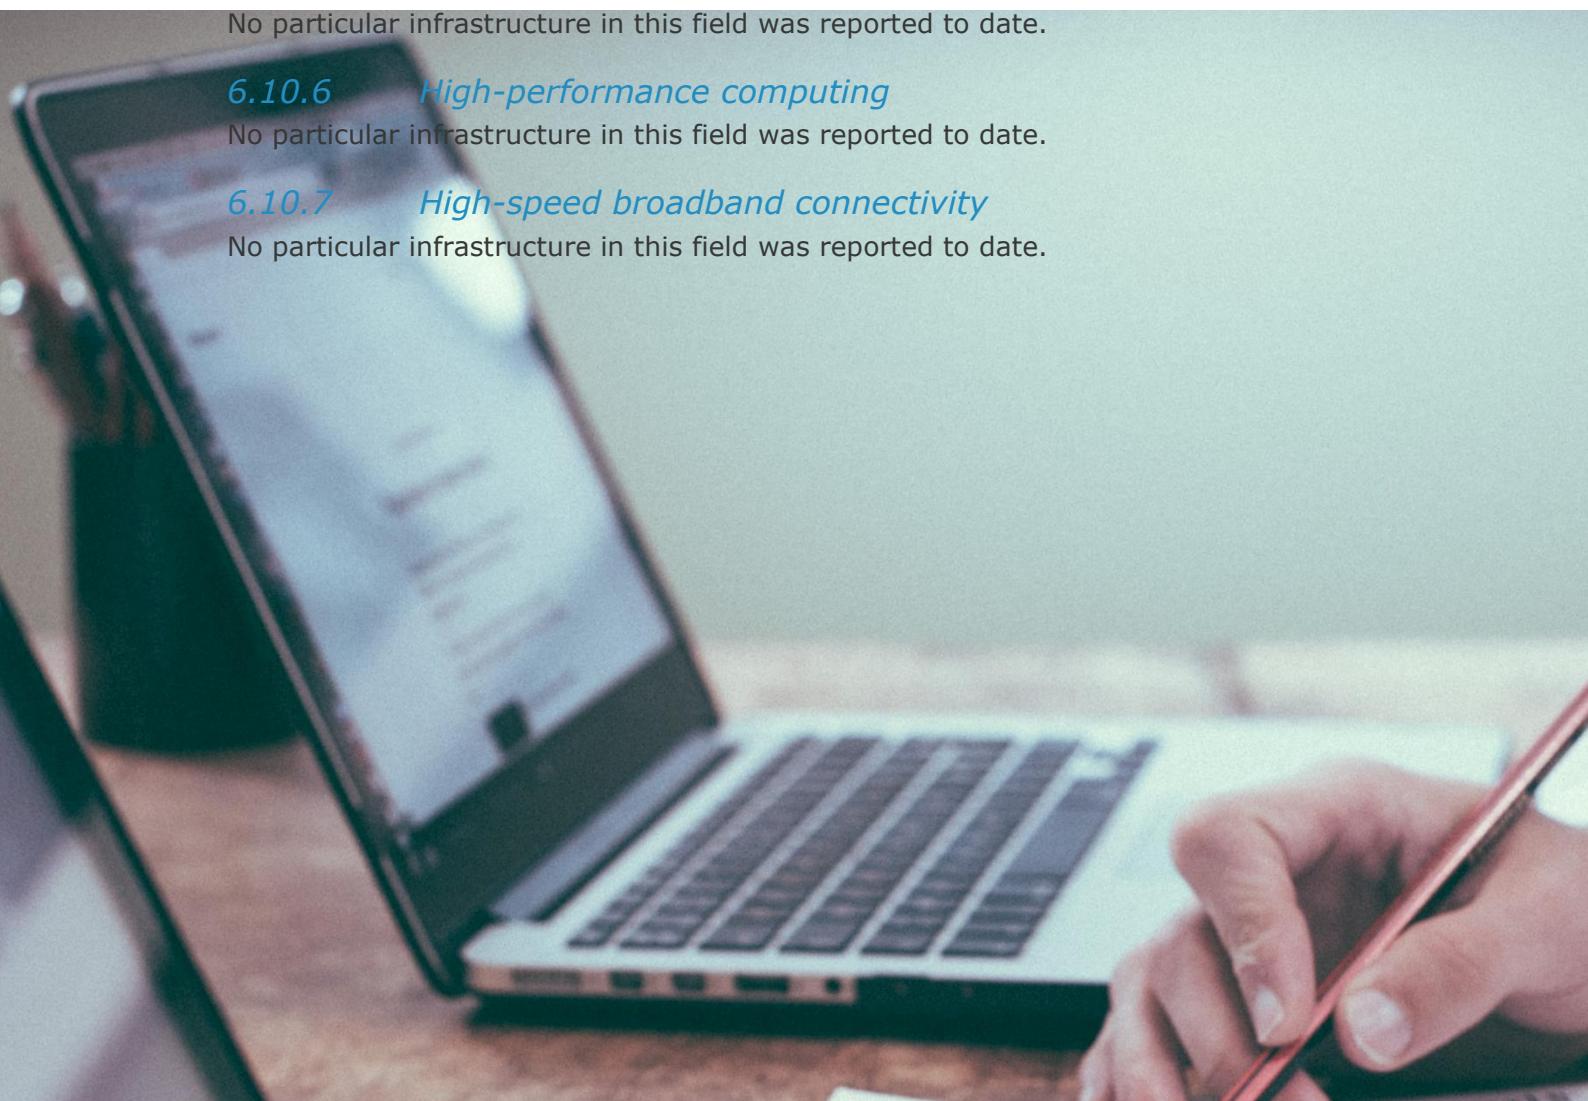 No particular infrastructure in this field was reported to date.
6.10.6 High-performance computing
No particular infrastructure in this field was reported to date.
6.10.7 High-speed broadband connectivity
No particular infrastructure in this field was reported to date.